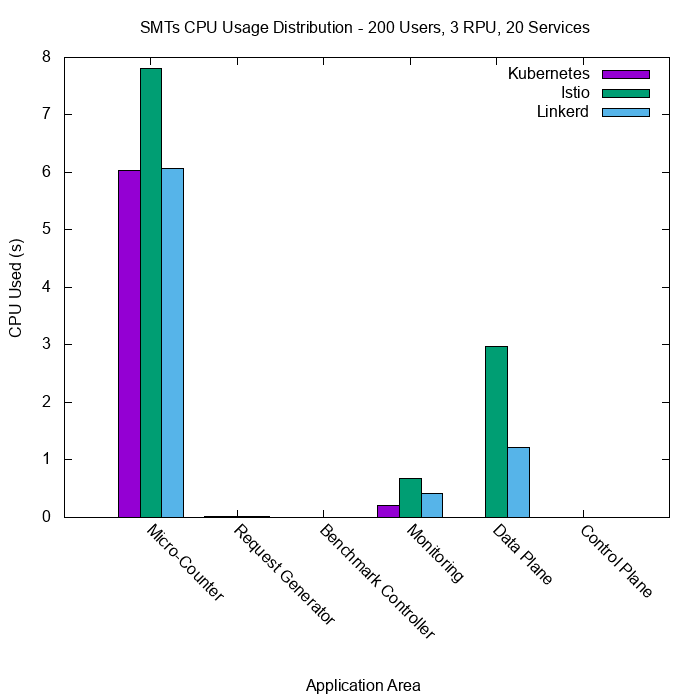 SMTs CPU Usage Distribution - 200 Users, 3 RPU, 20 Services
Kubernetes
Istio
Linkerd
8
7
6
5
4
3
2
1
0
CPU Used (s)
Micro-Counter
Request Generator
Benchmark Controller
Monitoring
Data Plane
Control Plane
Application Area